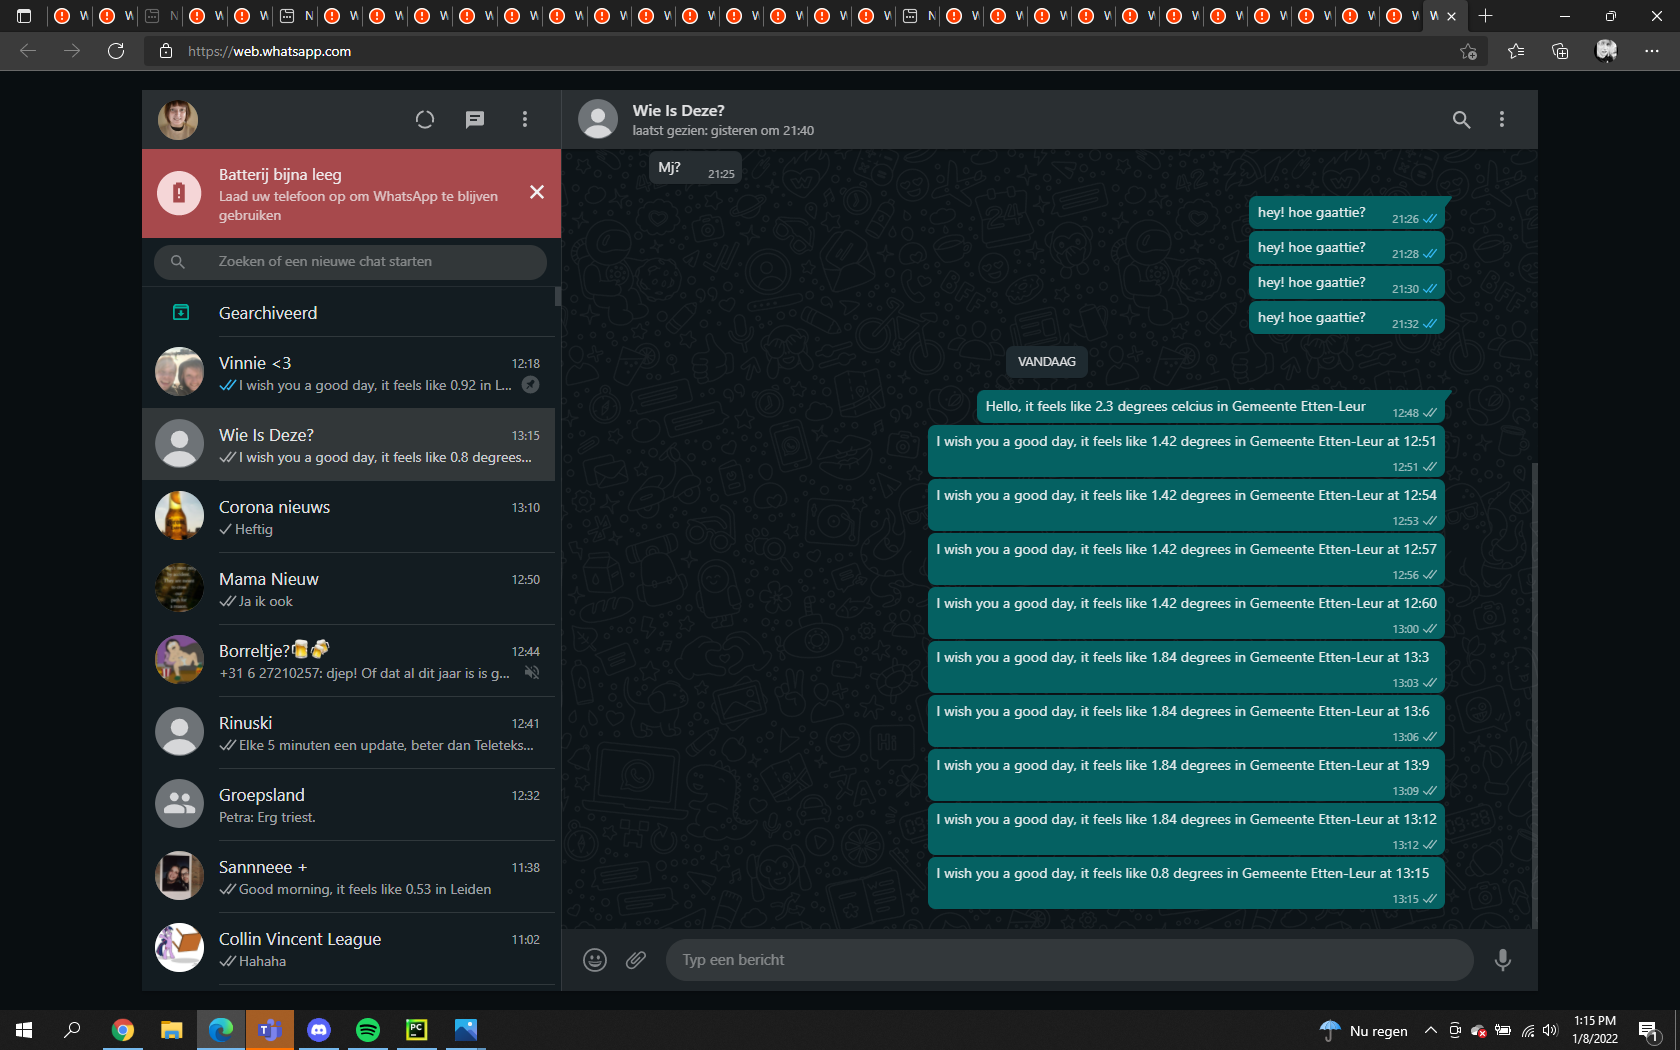 https://web.whatsapp.com
Wie Is Deze?
laatst gezien: gisteren om 21:40
Batterij bijna leeg
Laad uw telefoon op om WhatsApp te blijven
gebruiken
Zoeken of een nieuwe chat starten
Gearchiveerd
Vinnie <3 12:18
I wish you a good day, it feels like 0.92 in L...
Wie Is Deze? 13:15
I wish you a good day, it feels like 0.8 degrees...
Corona nieuws 13:10
Heftig
Mama Nieuw 12:50
Ja ik ook
Borreltje?🍺🍻 12:44
+31 6 27210257: djep! Of dat al dit jaar is is g...
Rinuski 12:41
Elke 5 minuten een update, beter dan Teleteks...
Groepsland 12:32
Petra: Erg triest.
Sannneee + 11:38
Good morning, it feels like 0.53 in Leiden
Collin Vincent League 11:02
Hahaha
Mj? 21:25
hey! hoe gaattie? 21:26
hey! hoe gaattie? 21:28
hey! hoe gaattie? 21:30
hey! hoe gaattie? 21:32
VANDAAG
Hello, it feels like 2.3 degrees celcius in Gemeente Etten-Leur 12:48
I wish you a good day, it feels like 1.42 degrees in Gemeente Etten-Leur at 12:51
12:51
I wish you a good day, it feels like 1.42 degrees in Gemeente Etten-Leur at 12:54
12:53
I wish you a good day, it feels like 1.42 degrees in Gemeente Etten-Leur at 12:57
12:56
I wish you a good day, it feels like 1.42 degrees in Gemeente Etten-Leur at 12:60
13:00
I wish you a good day, it feels like 1.84 degrees in Gemeente Etten-Leur at 13:3
13:03
I wish you a good day, it feels like 1.84 degrees in Gemeente Etten-Leur at 13:6
13:06
I wish you a good day, it feels like 1.84 degrees in Gemeente Etten-Leur at 13:9
13:09
I wish you a good day, it feels like 1.84 degrees in Gemeente Etten-Leur at 13:12
13:12
I wish you a good day, it feels like 0.8 degrees in Gemeente Etten-Leur at 13:15
13:15
Typ een bericht
Nu regen
1:15 PM
1/8/2022
1